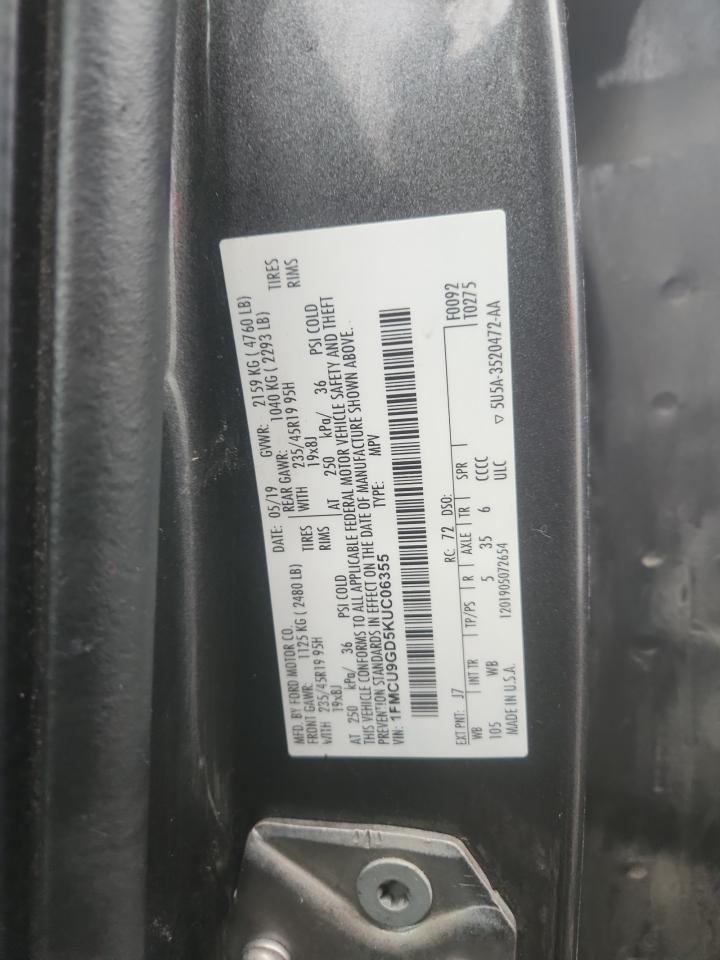 MFD. BY FORD MOTOR CO. DATE: 05/19 GVWR: 2159 KG ( 4760 LB)
FRONT GAWR: 1125 KG ( 2480 LB) REAR GAWR: 1040 KG ( 2293 LB)
WITH 235/45R19 95H TIRES WITH 235/45R19 95H TIRES
19x8J RIMS 19x8J RIMS
AT 250 kPa/ 36 PSI COLD AT 250 kPa/ 36 PSI COLD
THIS VEHICLE CONFORMS TO ALL APPLICABLE FEDERAL MOTOR VEHICLE SAFETY AND THEFT
PREVENTION STANDARDS IN EFFECT ON THE DATE OF MANUFACTURE SHOWN ABOVE.
VIN: 1FMCU9GD5KUC06355 TYPE: MPV
EXT PNT: J7 RC: 72 DSO: F0092
WB INT TR TP/PS R AXLE TR SPR T0275
105 WB 5 35 6 CCCC
MADE IN U.S.A. 1201905072654 ULC ▽ 5U5A-3520472-AA